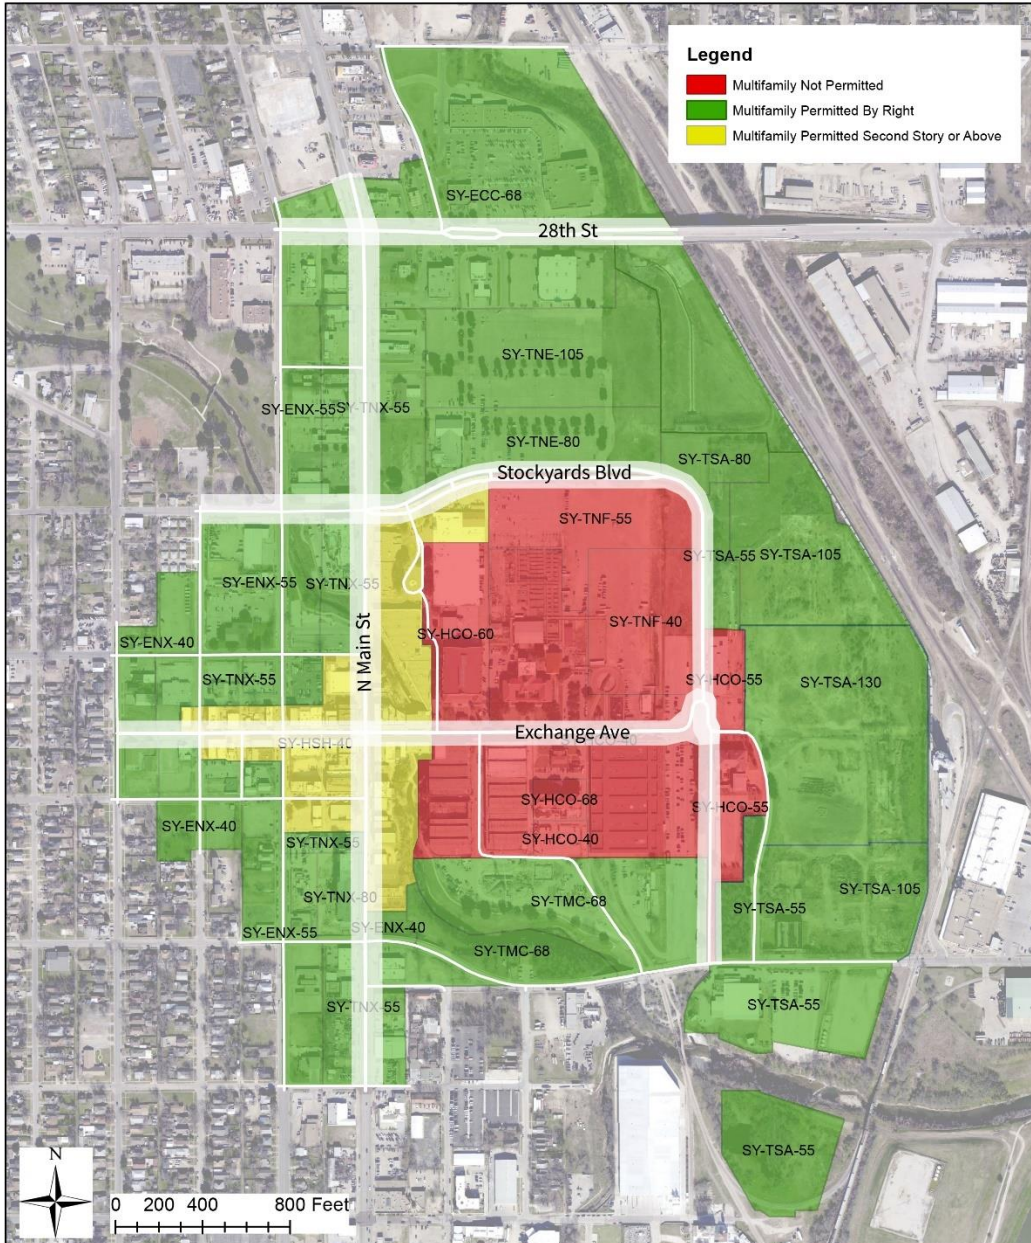 Legend
Multifamily Not Permitted
Multifamily Permitted By Right
Multifamily Permitted Second Story or Above
SY-ECC-68
28th St
SY-TNE-105
SY-ENX-55
SY-TNX-55
SY-TNE-80
SY-TSA-80
Stockyards Blvd
SY-TNF-55
SY-TSA-55
SY-TSA-105
SY-ENX-55
SY-TNX-55
SY-TNF-40
SY-HCO-60
SY-ENX-40
N Main St
SY-TNX-55
SY-HCO-55
SY-TSA-130
Exchange Ave
SY-HSH-40
SY-HCO-40
SY-HCO-68
SY-HCO-55
SY-ENX-40
SY-TNX-55
SY-HCO-40
SY-TNX-80
SY-TMC-68
SY-TSA-55
SY-TSA-105
SY-ENX-55
SY-ENX-40
SY-TMC-68
SY-TNX-55
SY-TSA-55
SY-TSA-55
N
0 200 400 800 Feet